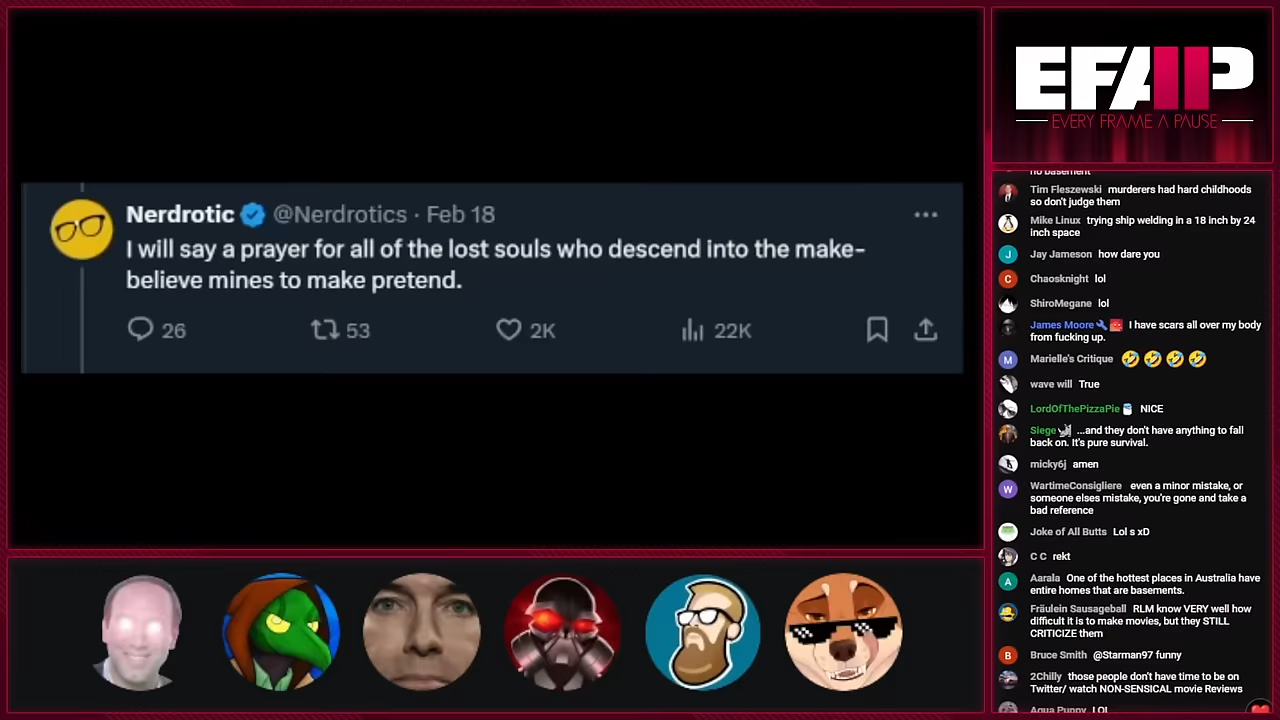 Nerdrotic @Nerdrotics · Feb 18
I will say a prayer for all of the lost souls who descend into the make-
believe mines to make pretend.
26 53 2K 22K
EFAP
EVERY FRAME A PAUSE
no basement
Tim Fleszewski murderers had hard childhoods
so don't judge them
Mike Linux trying ship welding in a 18 inch by 24
inch space
J Jay Jameson how dare you
C Chaosknight lol
ShiroMegane lol
James Moore I have scars all over my body
from fucking up.
M Marielle's Critique 🤣🤣🤣🤣
wave will True
LordOfThePizzaPie NICE
Siege ...and they don't have anything to fall
back on. It's pure survival.
micky6j amen
W WartimeConsigliere even a minor mistake, or
someone elses mistake, you're gone and take a
bad reference
Joke of All Butts Lol s xD
C C rekt
A Aarala One of the hottest places in Australia have
entire homes that are basements.
Fräulein Sausageball RLM know VERY well how
difficult it is to make movies, but they STILL
CRITICIZE them
B Bruce Smith @Starman97 funny
2Chilly those people don't have time to be on
Twitter/ watch NON-SENSICAL movie Reviews
Aqua Puppy LOL